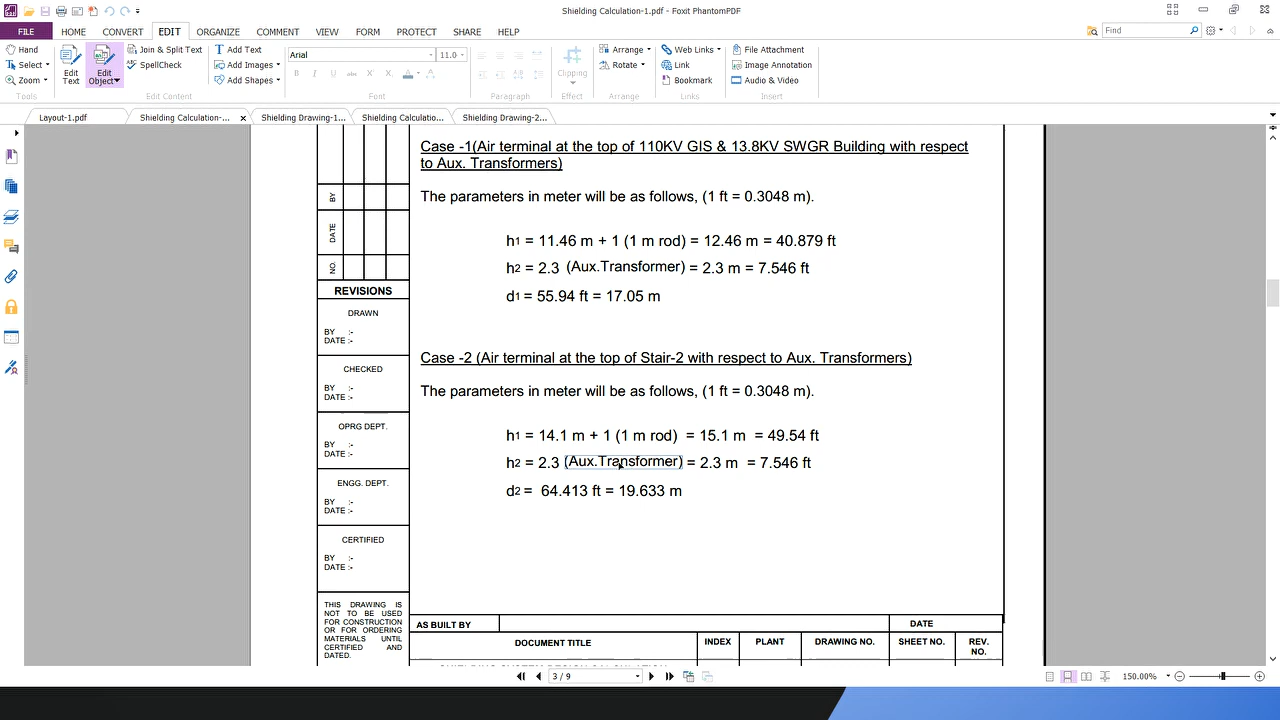 Shielding Calculation-1.pdf - Foxit PhantomPDF
FILE HOME CONVERT EDIT ORGANIZE COMMENT VIEW FORM PROTECT SHARE HELP
Find
Hand
Select
Zoom
Tools
Edit Text
Edit Object
Join & Split Text
SpellCheck
Add Text
Add Images
Add Shapes
Edit Content
Arial
11.0
Font
Paragraph
Clipping
Effect
Arrange
Rotate
Arrange
Web Links
Link
Bookmark
Links
File Attachment
Image Annotation
Audio & Video
Insert
Layout-1.pdf
Shielding Calculation-...
Shielding Drawing-1...
Shielding Calculatio...
Shielding Drawing-2...
BY
DATE
NO.
REVISIONS
DRAWN
BY :-
DATE :-
CHECKED
BY :-
DATE :-
OPRG DEPT.
BY :-
DATE :-
ENGG. DEPT.
BY :-
DATE :-
CERTIFIED
BY :-
DATE :-
THIS DRAWING IS
NOT TO BE USED
FOR CONSTRUCTION
OR FOR ORDERING
MATERIALS UNTIL
CERTIFIED AND
DATED.
Case -1(Air terminal at the top of 110KV GIS & 13.8KV SWGR Building with respect
to Aux. Transformers)
The parameters in meter will be as follows, (1 ft = 0.3048 m).
h1 = 11.46 m + 1 (1 m rod) = 12.46 m = 40.879 ft
h2 = 2.3 (Aux.Transformer) = 2.3 m = 7.546 ft
d1 = 55.94 ft = 17.05 m
Case -2 (Air terminal at the top of Stair-2 with respect to Aux. Transformers)
The parameters in meter will be as follows, (1 ft = 0.3048 m).
h1 = 14.1 m + 1 (1 m rod) = 15.1 m = 49.54 ft
h2 = 2.3 (Aux.Transformer) = 2.3 m = 7.546 ft
d2 = 64.413 ft = 19.633 m
AS BUILT BY
DATE
DOCUMENT TITLE
INDEX
PLANT
DRAWING NO.
SHEET NO.
REV. NO.
3 / 9
150.00%